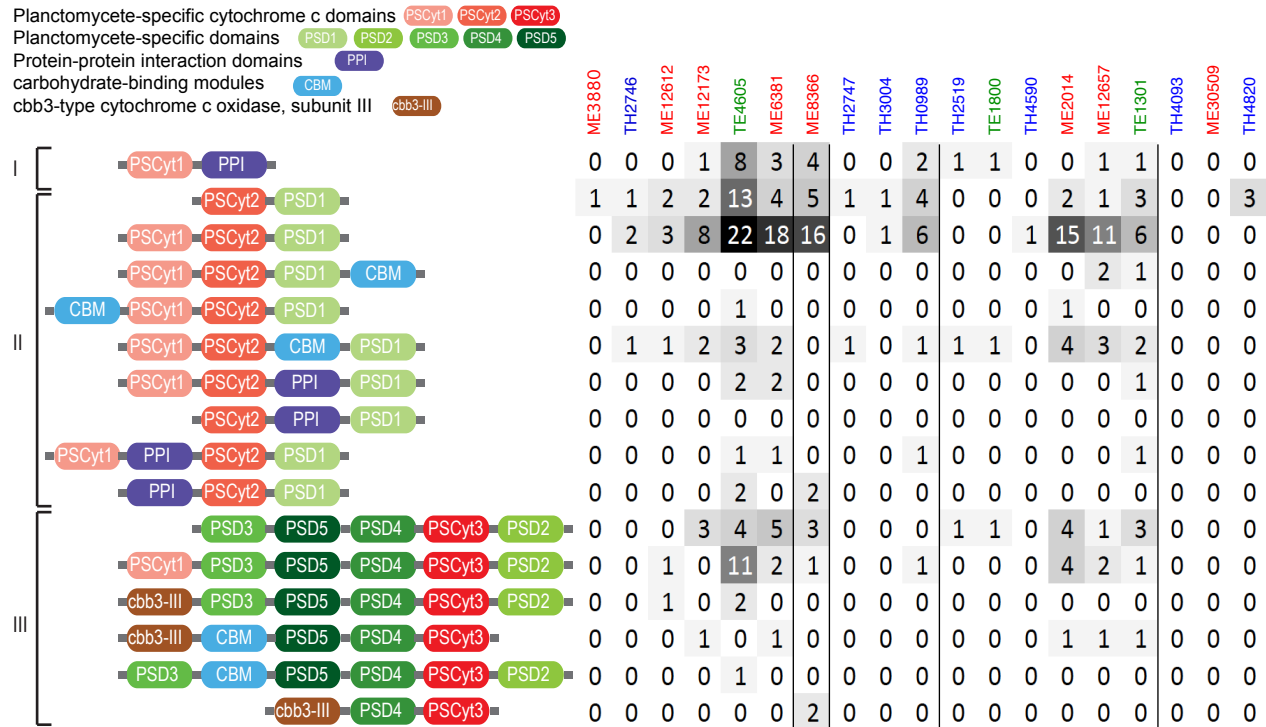 Planctomycete-specific cytochrome c domains PSCyt1 PSCyt2 PSCyt3
Planctomycete-specific domains PSD1 PSD2 PSD3 PSD4 PSD5
Protein-protein interaction domains PPI
carbohydrate-binding modules CBM
cbb3-type cytochrome c oxidase, subunit III cbb3-III
ME3880 TH2746 ME12612 ME12173 TE4605 ME6381 ME8366 TH2747 TH3004 TH0989 TH2519 TE1800 TH4590 ME2014 ME12657 TE1301 TH4093 ME30509 TH4820
I PSCyt1 PPI 0 0 0 1 8 3 4 0 0 2 1 1 0 0 1 1 0 0 0
PSCyt2 PSD1 1 1 2 2 13 4 5 1 1 4 0 0 0 2 1 3 0 0 3
PSCyt1 PSCyt2 PSD1 0 2 3 8 22 18 16 0 1 6 0 0 1 15 11 6 0 0 0
PSCyt1 PSCyt2 PSD1 CBM 0 0 0 0 0 0 0 0 0 0 0 0 0 0 2 1 0 0 0
CBM PSCyt1 PSCyt2 PSD1 0 0 0 0 1 0 0 0 0 0 0 0 0 1 0 0 0 0 0
II PSCyt1 PSCyt2 CBM PSD1 0 1 1 2 3 2 0 1 0 1 1 1 0 4 3 2 0 0 0
PSCyt1 PSCyt2 PPI PSD1 0 0 0 0 2 2 0 0 0 0 0 0 0 0 0 1 0 0 0
PSCyt2 PPI PSD1 0 0 0 0 0 0 0 0 0 0 0 0 0 0 0 0 0 0 0
PSCyt1 PPI PSCyt2 PSD1 0 0 0 0 1 1 0 0 0 1 0 0 0 0 0 1 0 0 0
PPI PSCyt2 PSD1 0 0 0 0 2 0 2 0 0 0 0 0 0 0 0 0 0 0 0
PSD3 PSD5 PSD4 PSCyt3 PSD2 0 0 0 3 4 5 3 0 0 0 1 1 0 4 1 3 0 0 0
PSCyt1 PSD3 PSD5 PSD4 PSCyt3 PSD2 0 0 1 0 11 2 1 0 0 1 0 0 0 4 2 1 0 0 0
cbb3-III PSD3 PSD5 PSD4 PSCyt3 PSD2 0 0 1 0 2 0 0 0 0 0 0 0 0 0 0 0 0 0 0
III cbb3-III CBM PSD5 PSD4 PSCyt3 0 0 0 1 0 1 0 0 0 0 0 0 0 1 1 1 0 0 0
PSD3 CBM PSD5 PSD4 PSCyt3 PSD2 0 0 0 0 1 0 0 0 0 0 0 0 0 0 0 0 0 0 0
cbb3-III PSD4 PSCyt3 0 0 0 0 0 0 2 0 0 0 0 0 0 0 0 0 0 0 0